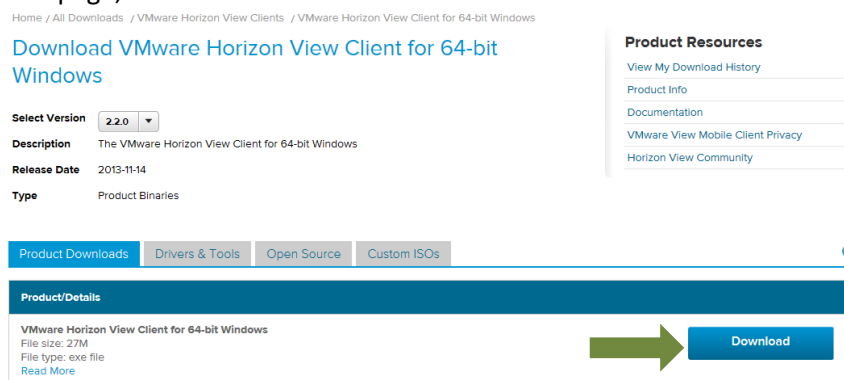 Home / All Downloads / VMware Horizon View Clients / VMware Horizon View Client for 64-bit Windows
Download VMware Horizon View Client for 64-bit
Windows
Select Version 2.2.0
Description The VMware Horizon View Client for 64-bit Windows
Release Date 2013-11-14
Type Product Binaries
Product Resources
View My Download History
Product Info
Documentation
VMware View Mobile Client Privacy
Horizon View Community
Product Downloads Drivers & Tools Open Source Custom ISOs
Product/Details
VMware Horizon View Client for 64-bit Windows
File size: 27M
File type: exe file
Read More
Download